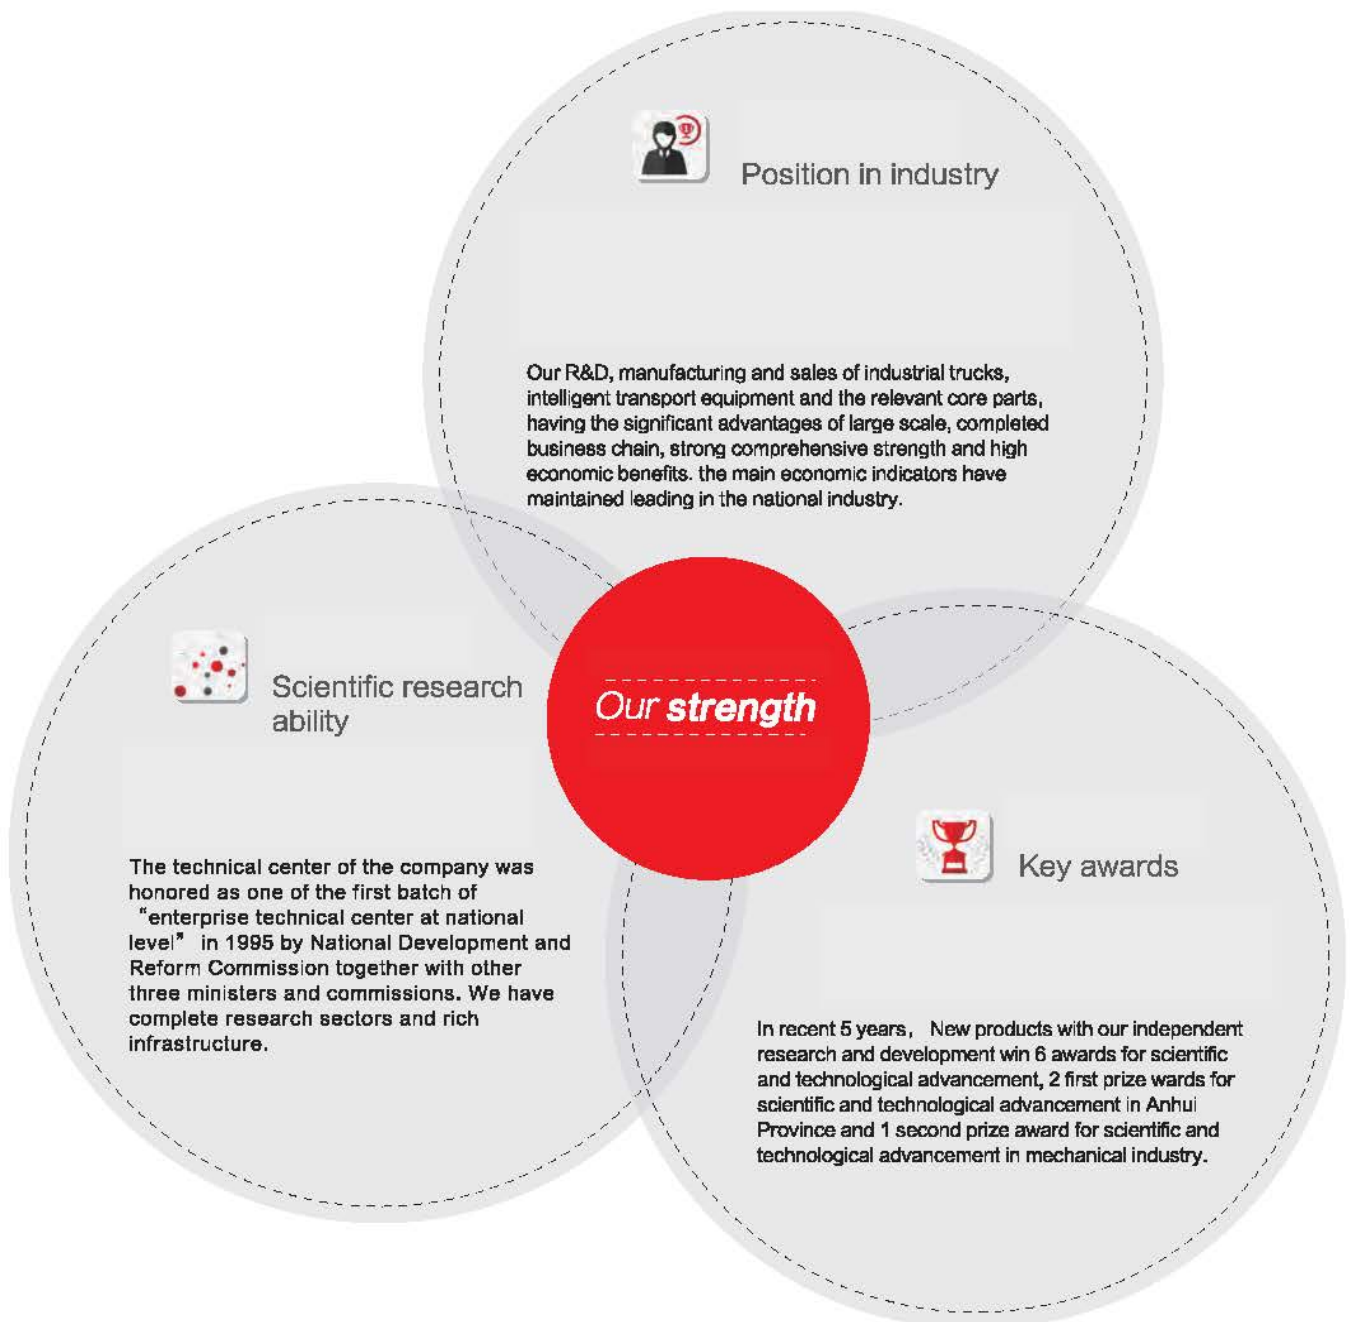 Position in industry
Our R&D, manufacturing and sales of industrial trucks,
intelligent transport equipment and the relevant core parts,
having the significant advantages of large scale, completed
business chain, strong comprehensive strength and high
economic benefits. the main economic indicators have
maintained leading in the national industry.
Our strength
Scientific research
ability
The technical center of the company was
honored as one of the first batch of
“enterprise technical center at national
level” in 1995 by National Development and
Reform Commission together with other
three ministers and commissions. We have
complete research sectors and rich
infrastructure.
Key awards
In recent 5 years, New products with our independent
research and development win 6 awards for scientific
and technological advancement, 2 first prize wards for
scientific and technological advancement in Anhui
Province and 1 second prize award for scientific and
technological advancement in mechanical industry.